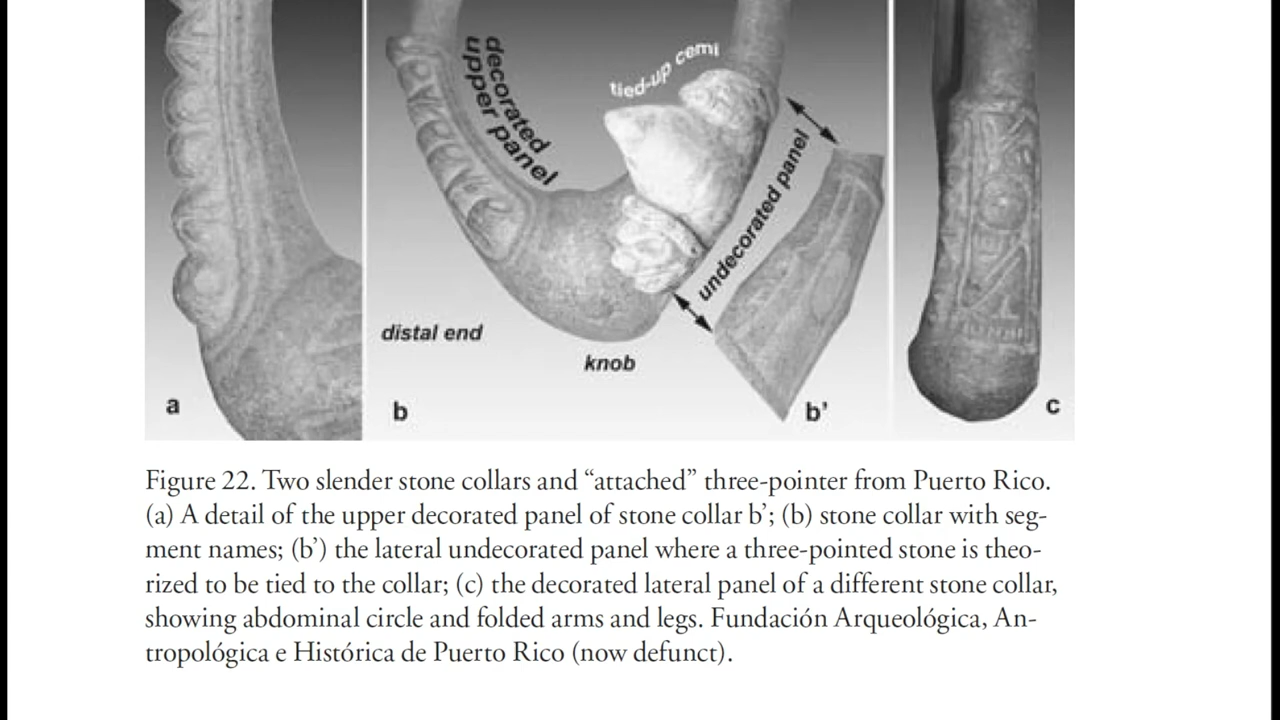 decorated
upper panel
tied-up cemi
undecorated panel
distal end
knob
a
b
b’
c
Figure 22. Two slender stone collars and “attached” three-pointer from Puerto Rico.
(a) A detail of the upper decorated panel of stone collar b’; (b) stone collar with seg-
ment names; (b’) the lateral undecorated panel where a three-pointed stone is theo-
rized to be tied to the collar; (c) the decorated lateral panel of a different stone collar,
showing abdominal circle and folded arms and legs. Fundación Arqueológica, An-
tropológica e Histórica de Puerto Rico (now defunct).